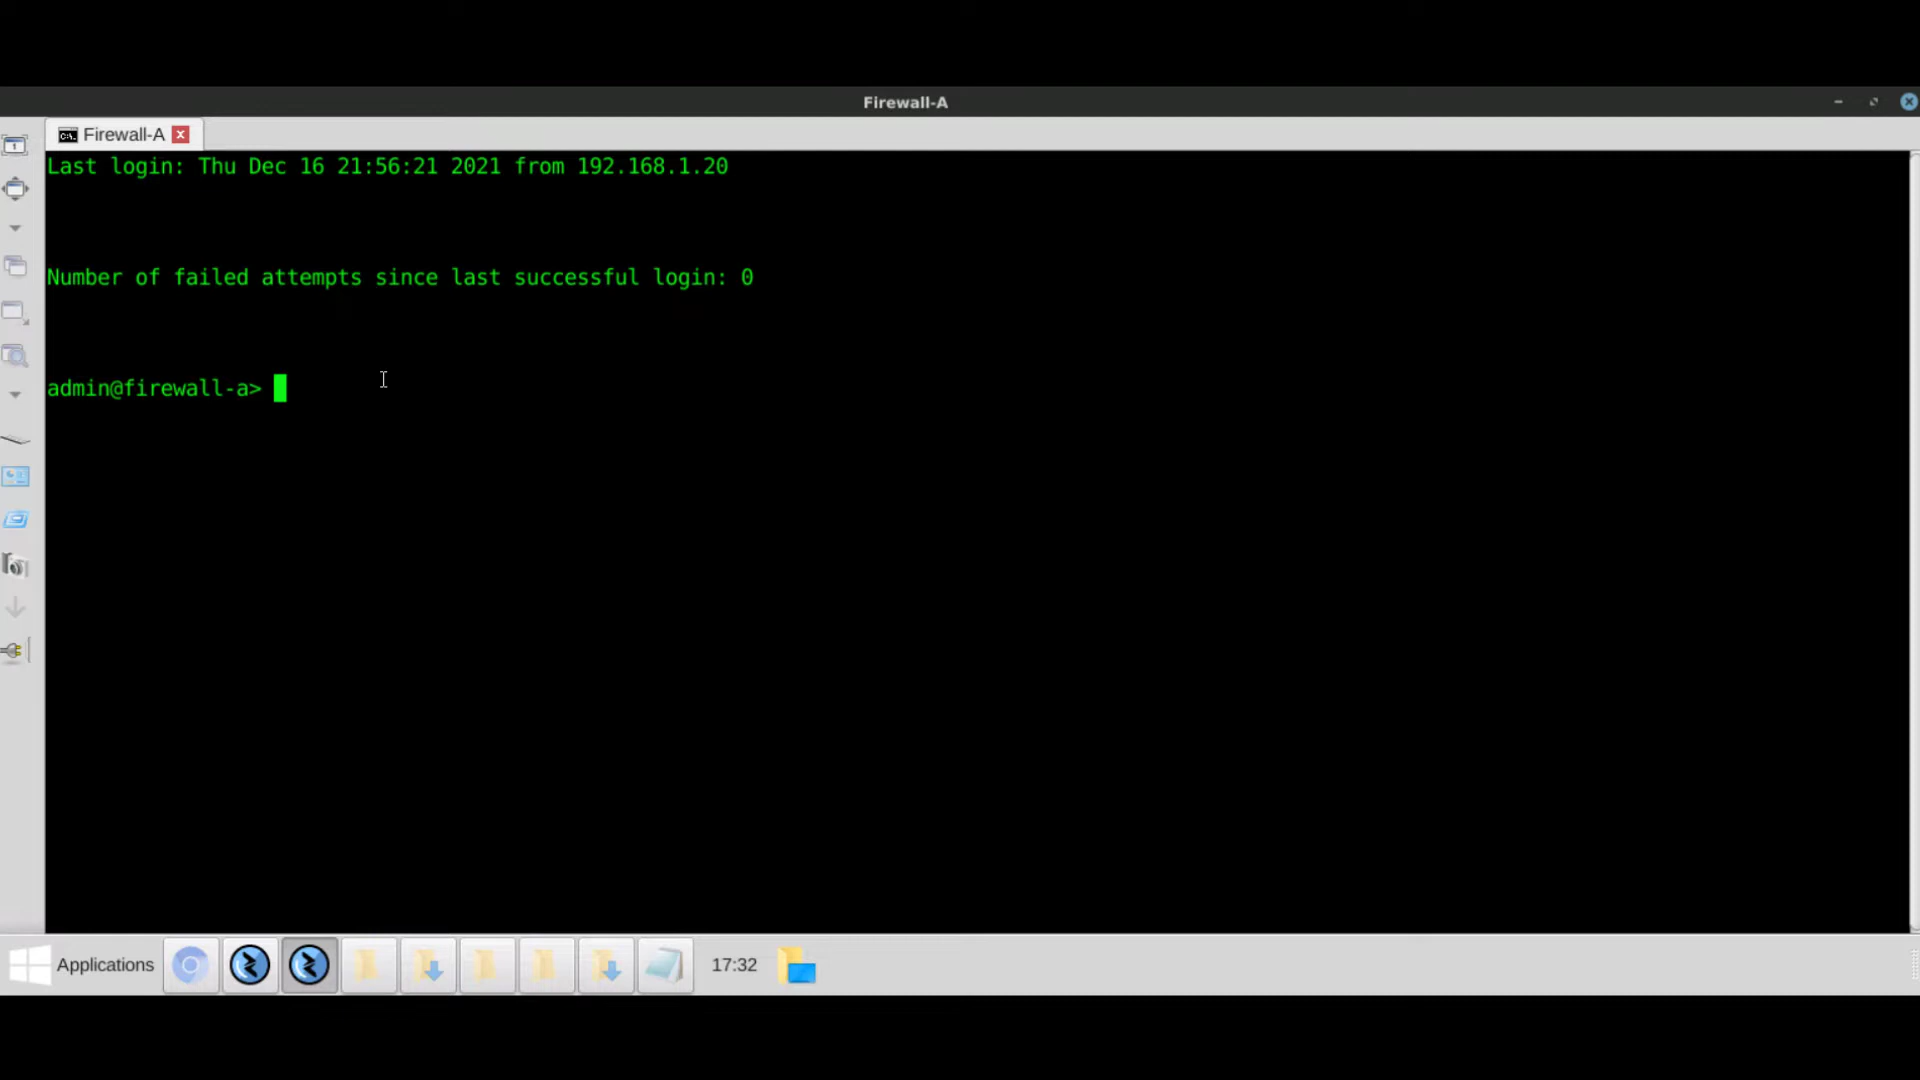 Firewall-A
Firewall-A
Last login: Thu Dec 16 21:56:21 2021 from 192.168.1.20
Number of failed attempts since last successful login: 0
admin@firewall-a>
Applications
17:32